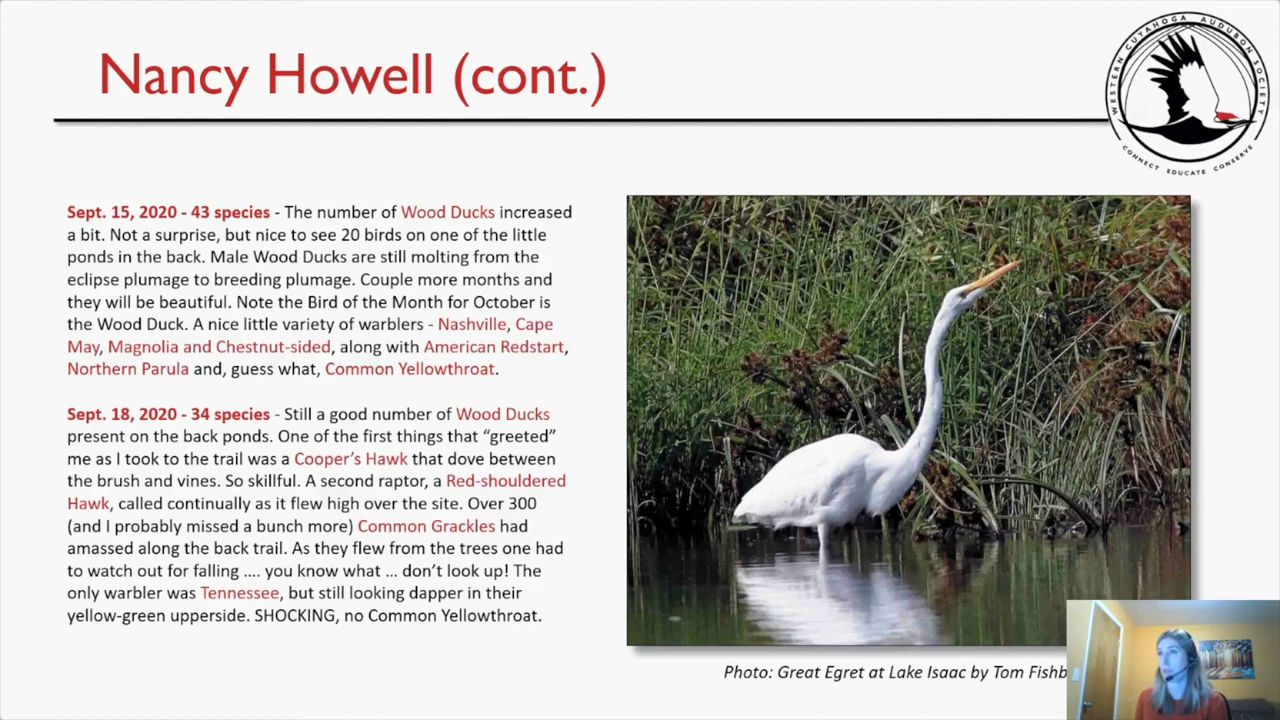 Nancy Howell (cont.)
WESTERN CUYAHOGA AUDUBON SOCIETY
CONNECT EDUCATE CONSERVE
Sept. 15, 2020 - 43 species - The number of Wood Ducks increased
a bit. Not a surprise, but nice to see 20 birds on one of the little
ponds in the back. Male Wood Ducks are still molting from the
eclipse plumage to breeding plumage. Couple more months and
they will be beautiful. Note the Bird of the Month for October is
the Wood Duck. A nice little variety of warblers - Nashville, Cape
May, Magnolia and Chestnut-sided, along with American Redstart,
Northern Parula and, guess what, Common Yellowthroat.
Sept. 18, 2020 - 34 species - Still a good number of Wood Ducks
present on the back ponds. One of the first things that “greeted”
me as I took to the trail was a Cooper’s Hawk that dove between
the brush and vines. So skillful. A second raptor, a Red-shouldered
Hawk, called continually as it flew high over the site. Over 300
(and I probably missed a bunch more) Common Grackles had
amassed along the back trail. As they flew from the trees one had
to watch out for falling .... you know what ... don’t look up! The
only warbler was Tennessee, but still looking dapper in their
yellow-green upperside. SHOCKING, no Common Yellowthroat.
Photo: Great Egret at Lake Isaac by Tom